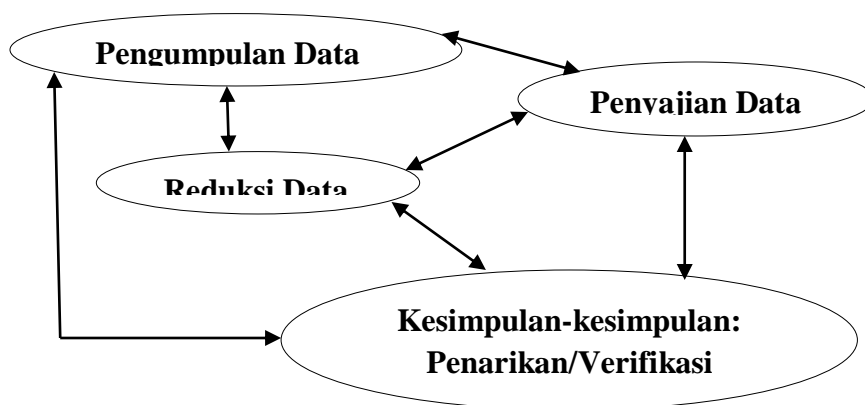 Pengumpulan Data
Penyajian Data
Reduksi Data
Kesimpulan-kesimpulan:
Penarikan/Verifikasi